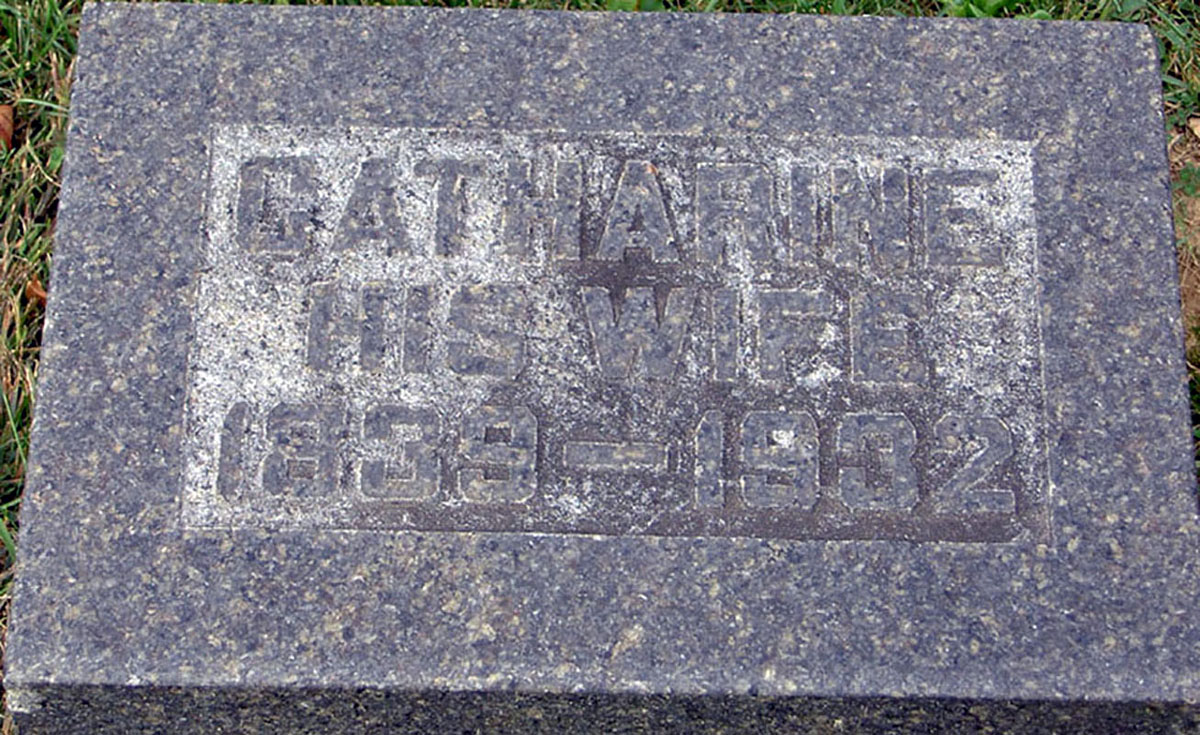 CATHARINE
HIS WIFE
1839—1932